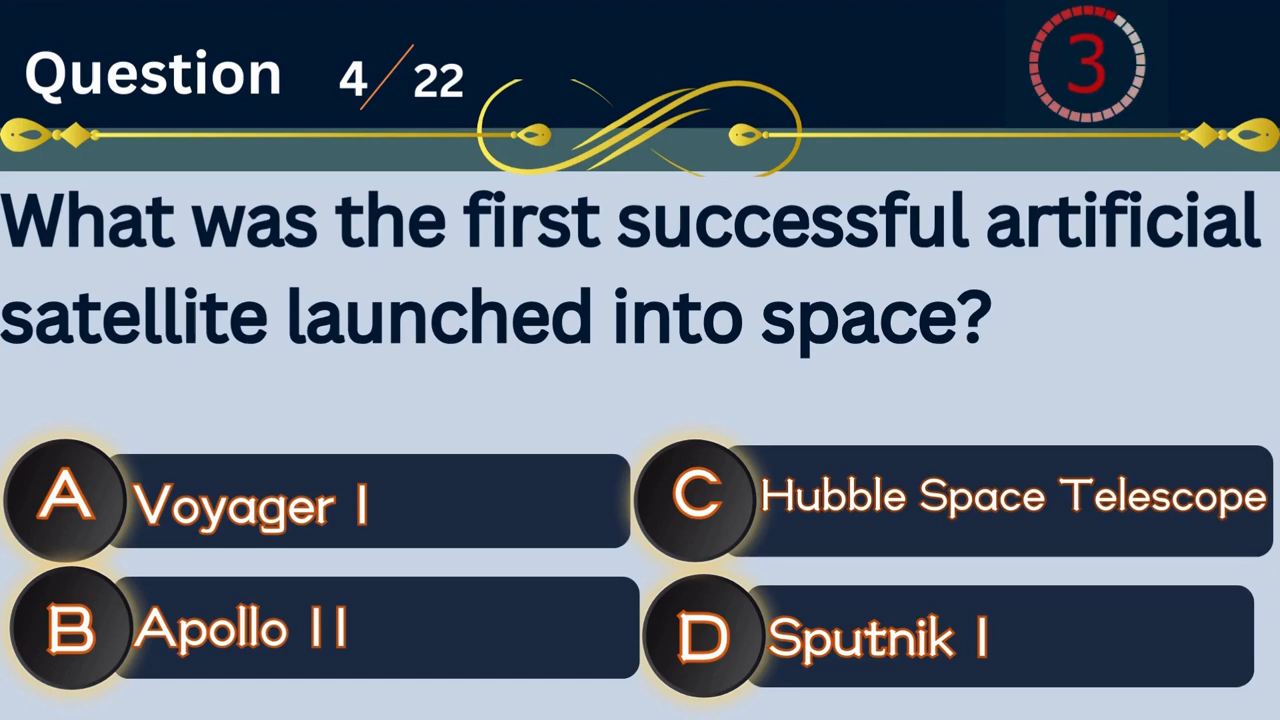 Question 4/22
3
What was the first successful artificial
satellite launched into space?
A Voyager 1
B Apollo 11
C Hubble Space Telescope
D Sputnik 1